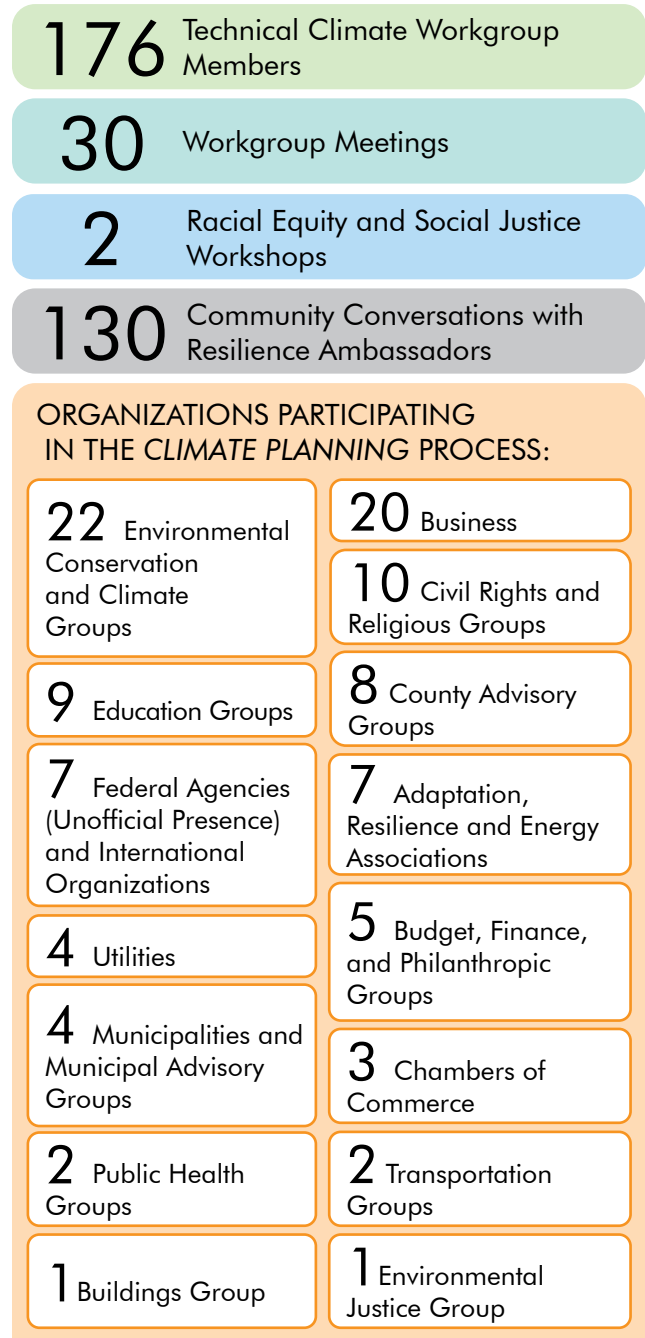 176 Technical Climate Workgroup
Members
30 Workgroup Meetings
2 Racial Equity and Social Justice
Workshops
130 Community Conversations with
Resilience Ambassadors
ORGANIZATIONS PARTICIPATING
IN THE CLIMATE PLANNING PROCESS:
22 Environmental
Conservation
and Climate
Groups
9 Education Groups
7 Federal Agencies
(Unofficial Presence)
and International
Organizations
4 Utilities
4 Municipalities and
Municipal Advisory
Groups
2 Public Health
Groups
1 Buildings Group
20 Business
10 Civil Rights and
Religious Groups
8 County Advisory
Groups
7 Adaptation,
Resilience and Energy
Associations
5 Budget, Finance,
and Philanthropic
Groups
3 Chambers of
Commerce
2 Transportation
Groups
1 Environmental
Justice Group